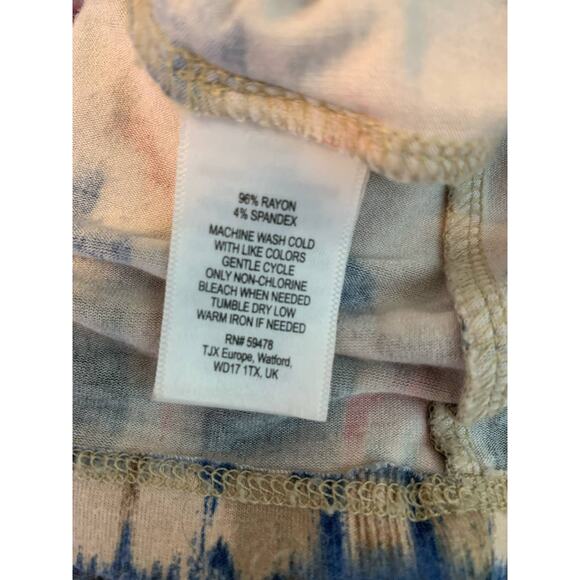 96% RAYON
4% SPANDEX
MACHINE WASH COLD
WITH LIKE COLORS
GENTLE CYCLE
ONLY NON-CHLORINE
BLEACH WHEN NEEDED
TUMBLE DRY LOW
WARM IRON IF NEEDED
RN# 59478
TJX Europe, Watford,
WD17 1TX, UK